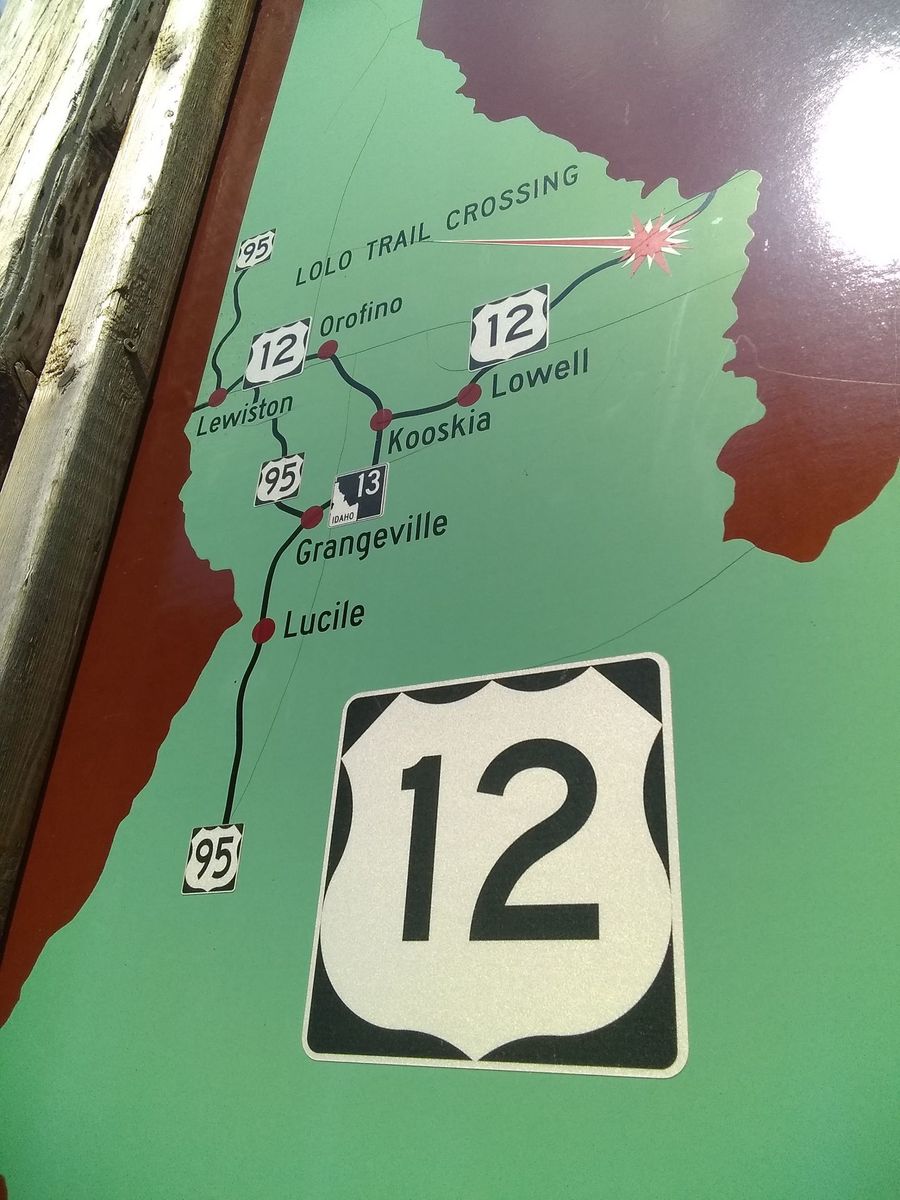 LOLO TRAIL CROSSING
95
12
Orofino
12
Lewiston
Lowell
Kooskia
95
13
IDAHO
Grangeville
Lucile
95
12